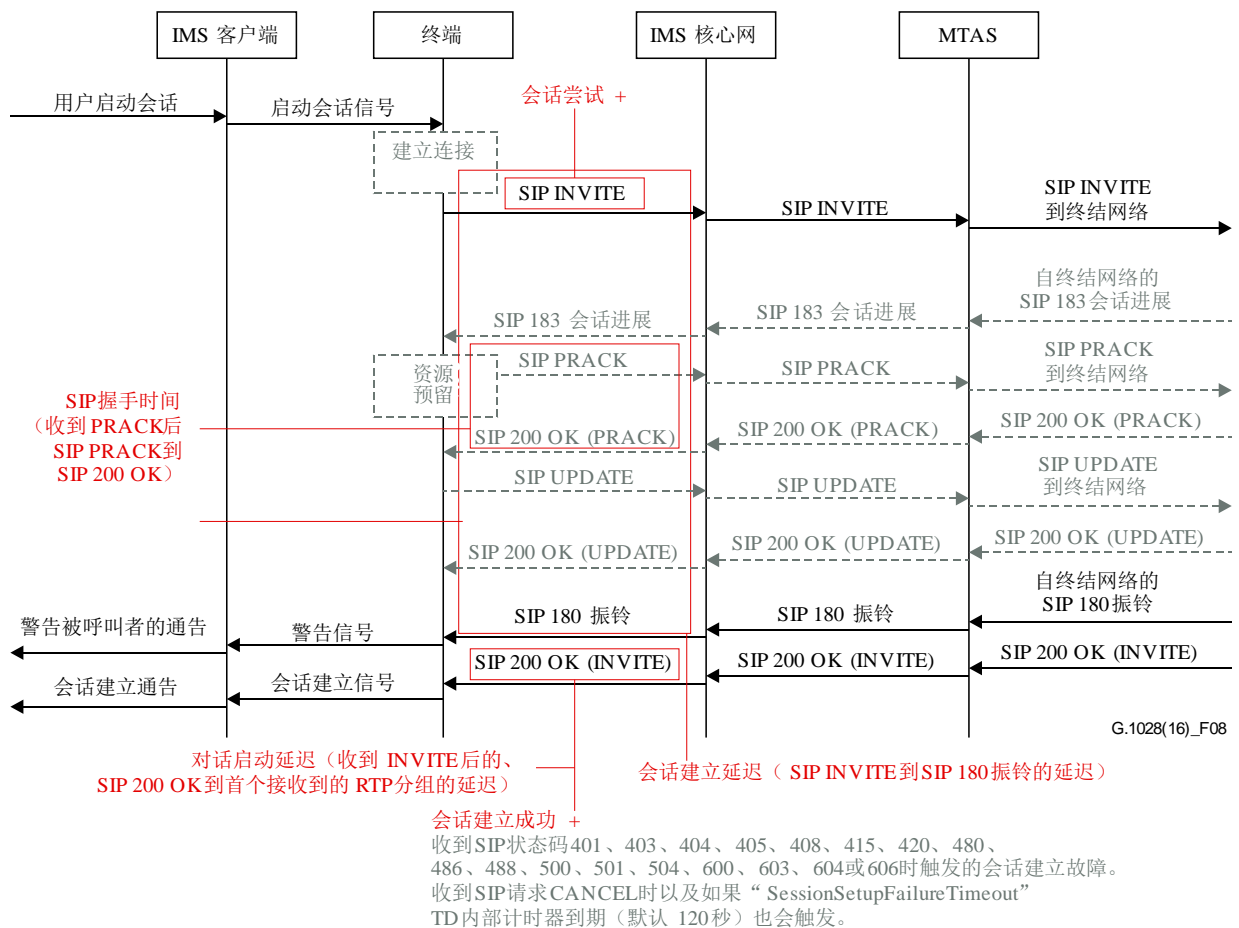 IMS 客户端
终端
IMS 核心网
MTAS
用户启动会话
启动会话信号
会话尝试 +
建立连接
SIP INVITE
SIP INVITE
SIP INVITE
到终结网络
自终结网络的
SIP 183会话进展
SIP 183 会话进展
SIP 183 会话进展
资源
预留
SIP PRACK
SIP PRACK
SIP PRACK
到终结网络
SIP握手时间
（收到 PRACK后
SIP PRACK到
SIP 200 OK）
SIP 200 OK (PRACK)
SIP 200 OK (PRACK)
SIP 200 OK (PRACK)
SIP UPDATE
SIP UPDATE
SIP UPDATE
到终结网络
SIP 200 OK (UPDATE)
SIP 200 OK (UPDATE)
SIP 200 OK (UPDATE)
自终结网络的
SIP 180振铃
SIP 180 振铃
SIP 180 振铃
警告信号
警告被呼叫者的通告
SIP 200 OK (INVITE)
SIP 200 OK (INVITE)
SIP 200 OK (INVITE)
会话建立信号
会话建立通告
G.1028(16)_F08
对话启动延迟（收到 INVITE后的、
SIP 200 OK到首个接收到的 RTP分组的延迟）
会话建立延迟（ SIP INVITE到SIP 180振铃的延迟）
会话建立成功 +
收到SIP状态码401、403、404、405、408、415、420、480、
486、488、500、501、504、600、603、604或606时触发的会话建立故障。
收到SIP请求CANCEL时以及如果“ SessionSetupFailureTimeout”
TD内部计时器到期（默认 120秒）也会触发。